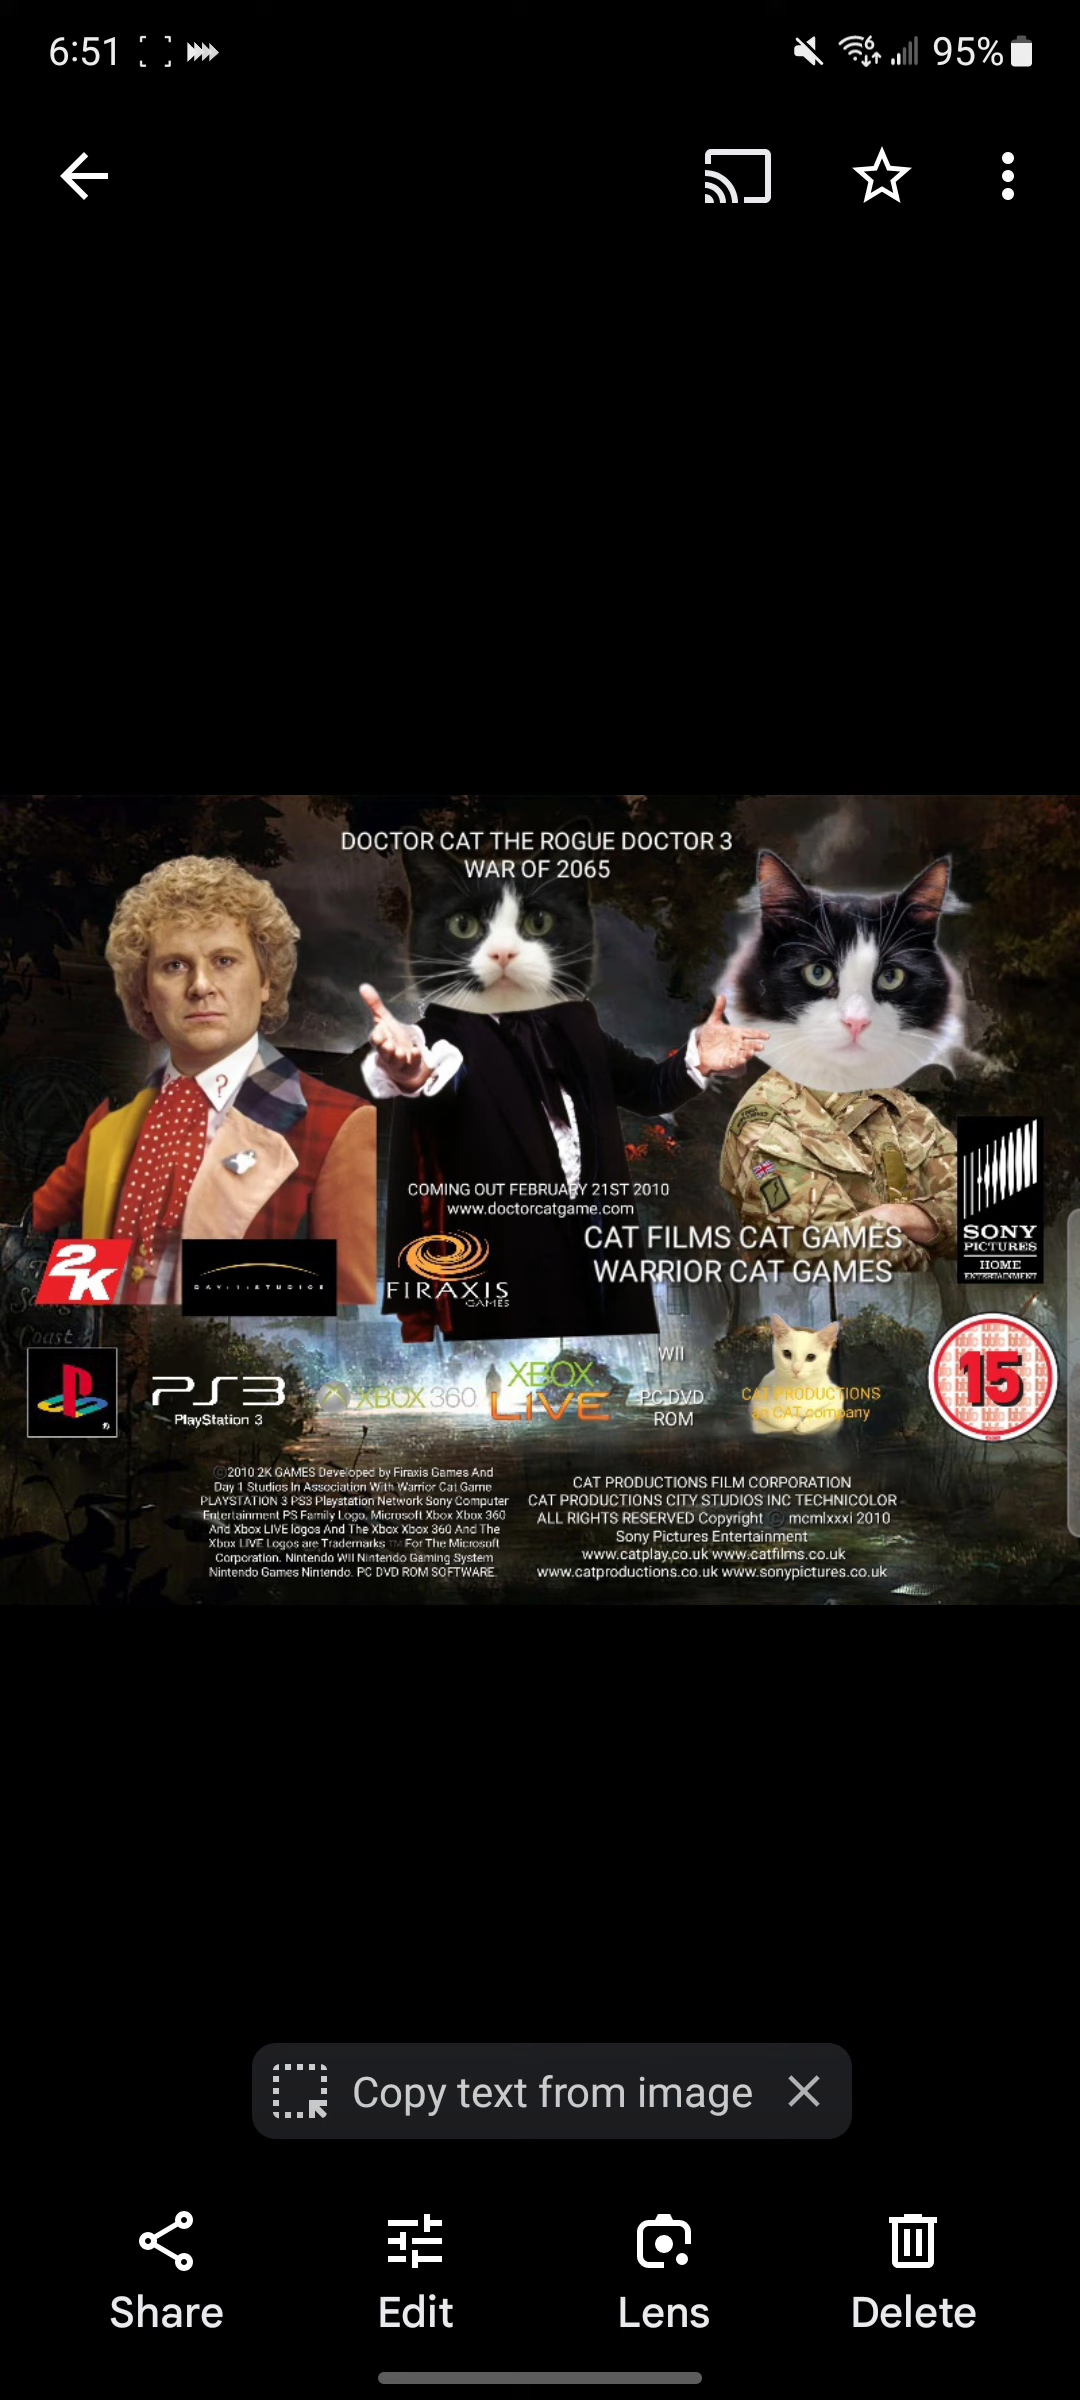 6:51
95%
DOCTOR CAT THE ROGUE DOCTOR 3
WAR OF 2065
?
COMING OUT FEBRUARY 21ST 2010
www.doctorcatgame.com
CAT FILMS CAT GAMES
WARRIOR CAT GAMES
SONY
PICTURES
HOME
ENTERTAINMENT
2K
DAY 1 STUDIOS
FIRAXIS
GAMES
PS3
PlayStation 3
XBOX 360
XBOX
LIVE
WII
PC DVD
ROM
CAT PRODUCTIONS
an CAT company
15
©2010 2K GAMES Developed by Firaxis Games And
Day 1 Studios In Association With Warrior Cat Game
PLAYSTATION 3 PS3 Playstation Network Sony Computer
Entertainment PS Family Logo, Microsoft Xbox Xbox 360
And Xbox LIVE logos And The Xbox Xbox 360 And The
Xbox LIVE Logos are Trademarks ™ For The Microsoft
Corporation. Nintendo WII Nintendo Gaming System
Nintendo Games Nintendo. PC DVD ROM SOFTWARE.
CAT PRODUCTIONS FILM CORPORATION
CAT PRODUCTIONS CITY STUDIOS INC TECHNICOLOR
ALL RIGHTS RESERVED Copyright © mcmlxxxi 2010
Sony Pictures Entertainment
www.catplay.co.uk www.catfilms.co.uk
www.catproductions.co.uk www.sonypictures.co.uk
Copy text from image
Share
Edit
Lens
Delete